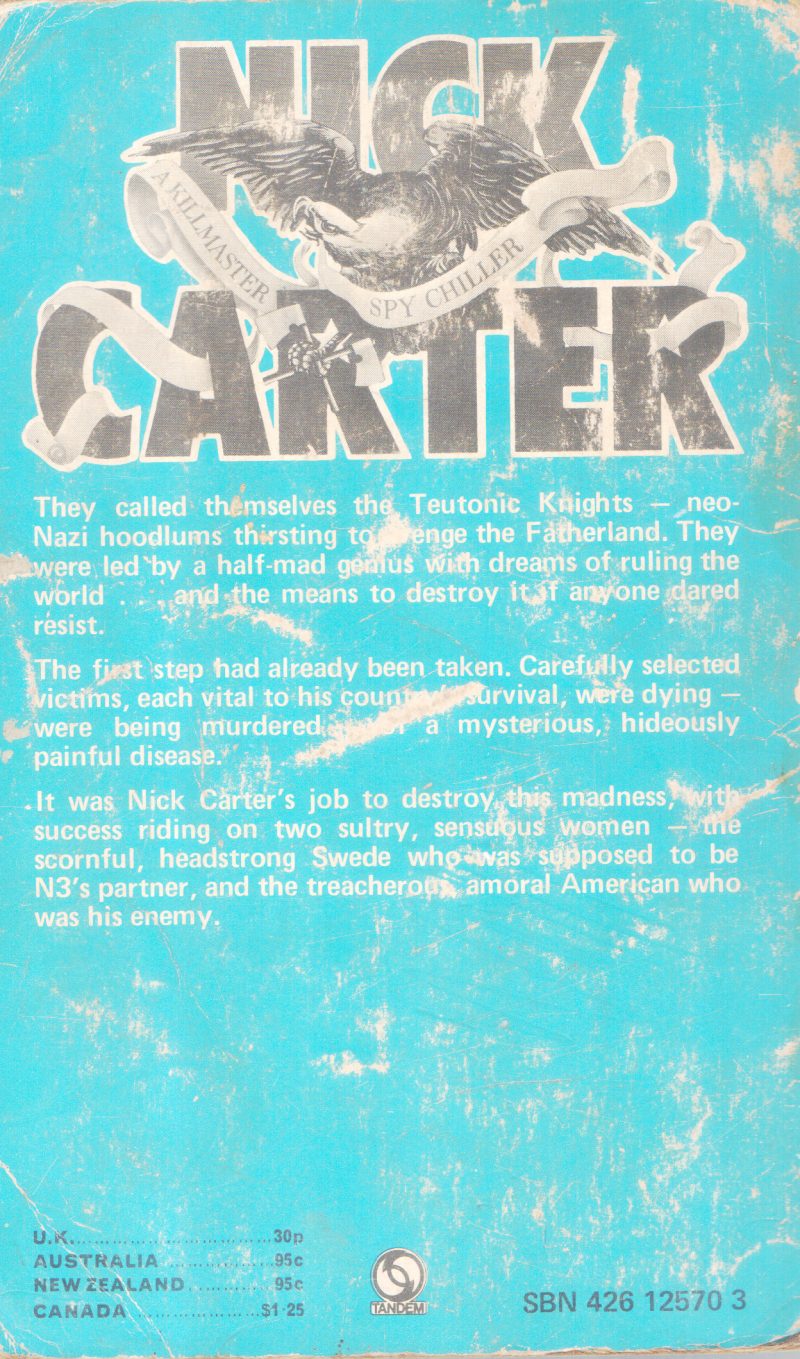 NICK
A KILLMASTER
SPY CHILLER
CARTER
They called themselves the Teutonic Knights — neo-
Nazi hoodlums thirsting to enge the Fatherland. They
were led by a half-mad genius with dreams of ruling the
world . . . and the means to destroy it if anyone dared
resist.
The first step had already been taken. Carefully selected
victims, each vital to his country's survival, were dying —
were being murdered a mysterious, hideously
painful disease.
It was Nick Carter's job to destroy this madness, with
success riding on two sultry, sensuous women — the
scornful, headstrong Swede who was supposed to be
N3's partner, and the treacherous, amoral American who
was his enemy.
U.K. .............................. 30p
AUSTRALIA .................. 95c
NEW ZEALAND ............ 95c
CANADA ..................... $1·25
TANDEM
SBN 426 12570 3